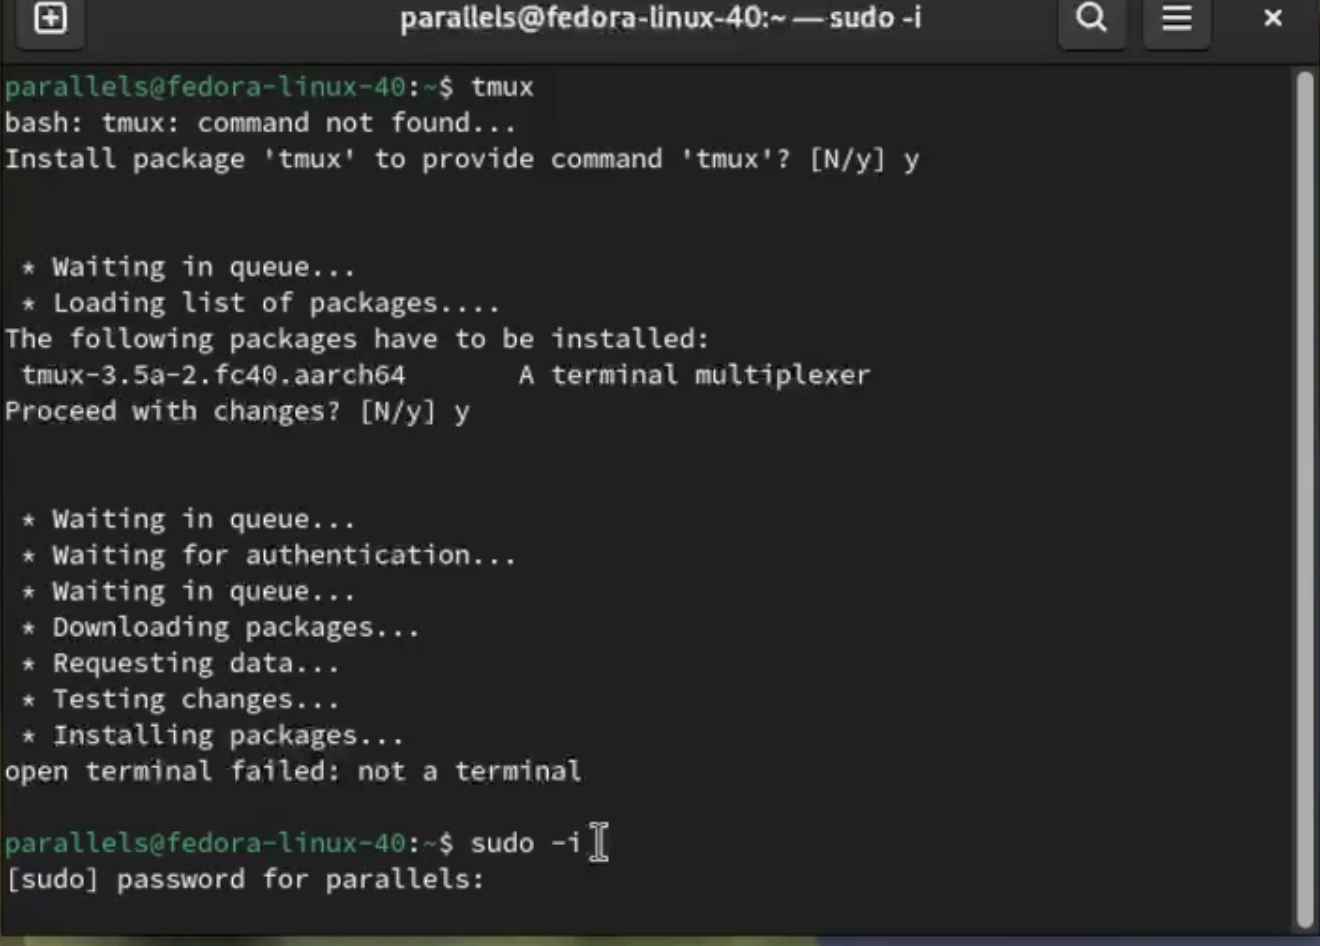 parallels@fedora-linux-40:~ — sudo -i
parallels@fedora-linux-40:~$ tmux
bash: tmux: command not found...
Install package 'tmux' to provide command 'tmux'? [N/y] y
* Waiting in queue...
* Loading list of packages....
The following packages have to be installed:
tmux-3.5a-2.fc40.aarch64 A terminal multiplexer
Proceed with changes? [N/y] y
* Waiting in queue...
* Waiting for authentication...
* Waiting in queue...
* Downloading packages...
* Requesting data...
* Testing changes...
* Installing packages...
open terminal failed: not a terminal
parallels@fedora-linux-40:~$ sudo -i
[sudo] password for parallels: